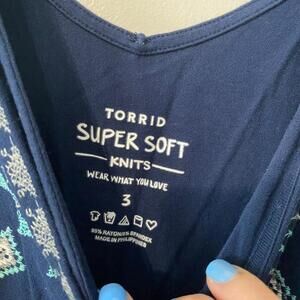 TORRID
SUPER SOFT
KNITS
WEAR WHAT YOU LOVE
3
95% RAYON/5% SPANDEX
MADE IN PHILIPPINES